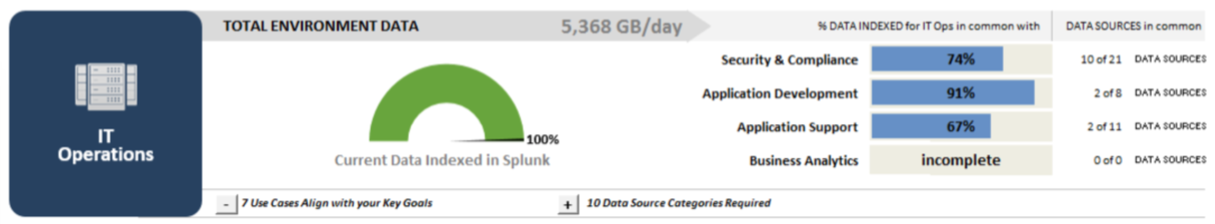 TOTAL ENVIRONMENT DATA 5,368 GB/day % DATA INDEXED for IT Ops in common with DATA SOURCES in common
Security & Compliance 74% 10 of 21 DATA SOURCES
Application Development 91% 2 of 8 DATA SOURCES
Application Support 67% 2 of 11 DATA SOURCES
Business Analytics incomplete 0 of 0 DATA SOURCES
100%
Current Data Indexed in Splunk
IT
Operations
- 7 Use Cases Align with your Key Goals + 10 Data Source Categories Required